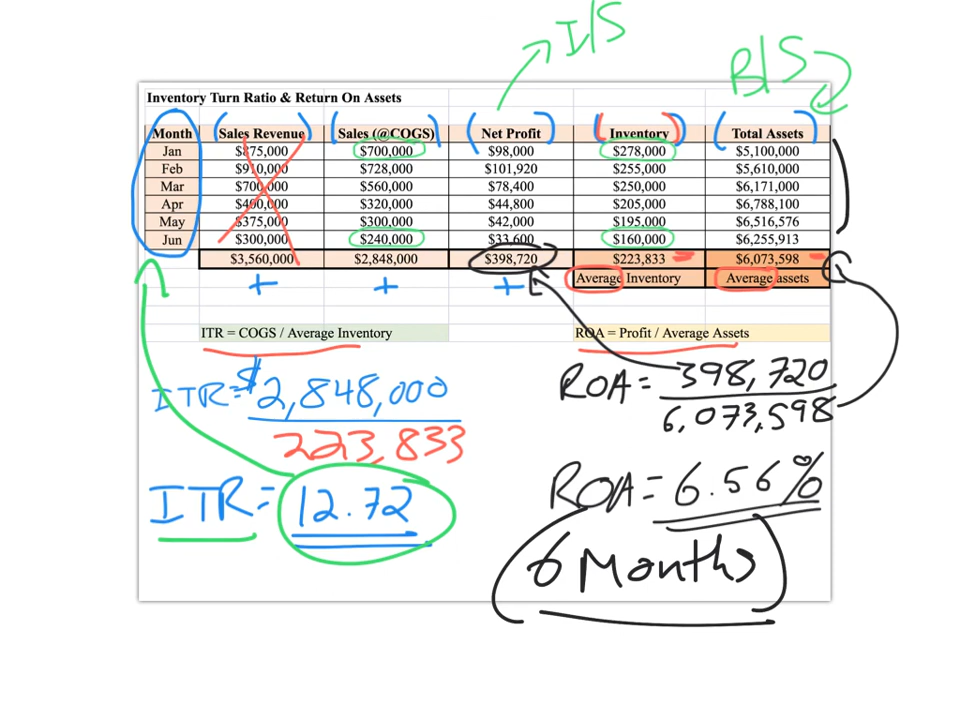 I/S
B/S
Inventory Turn Ratio & Return On Assets
Month Sales Revenue Sales (@COGS) Net Profit Inventory Total Assets
Jan $875,000 $700,000 $98,000 $278,000 $5,100,000
Feb $910,000 $728,000 $101,920 $255,000 $5,610,000
Mar $700,000 $560,000 $78,400 $250,000 $6,171,000
Apr $400,000 $320,000 $44,800 $205,000 $6,788,100
May $375,000 $300,000 $42,000 $195,000 $6,516,576
Jun $300,000 $240,000 $33,600 $160,000 $6,255,913
$3,560,000 $2,848,000 $398,720 $223,833 $6,073,598
Average Inventory Average assets
+ + +
ITR = COGS / Average Inventory ROA = Profit / Average Assets
ITR = $2,848,000
223,833
ROA = 398,720
6,073,598
ITR = 12.72
ROA = 6.56%
6 Months